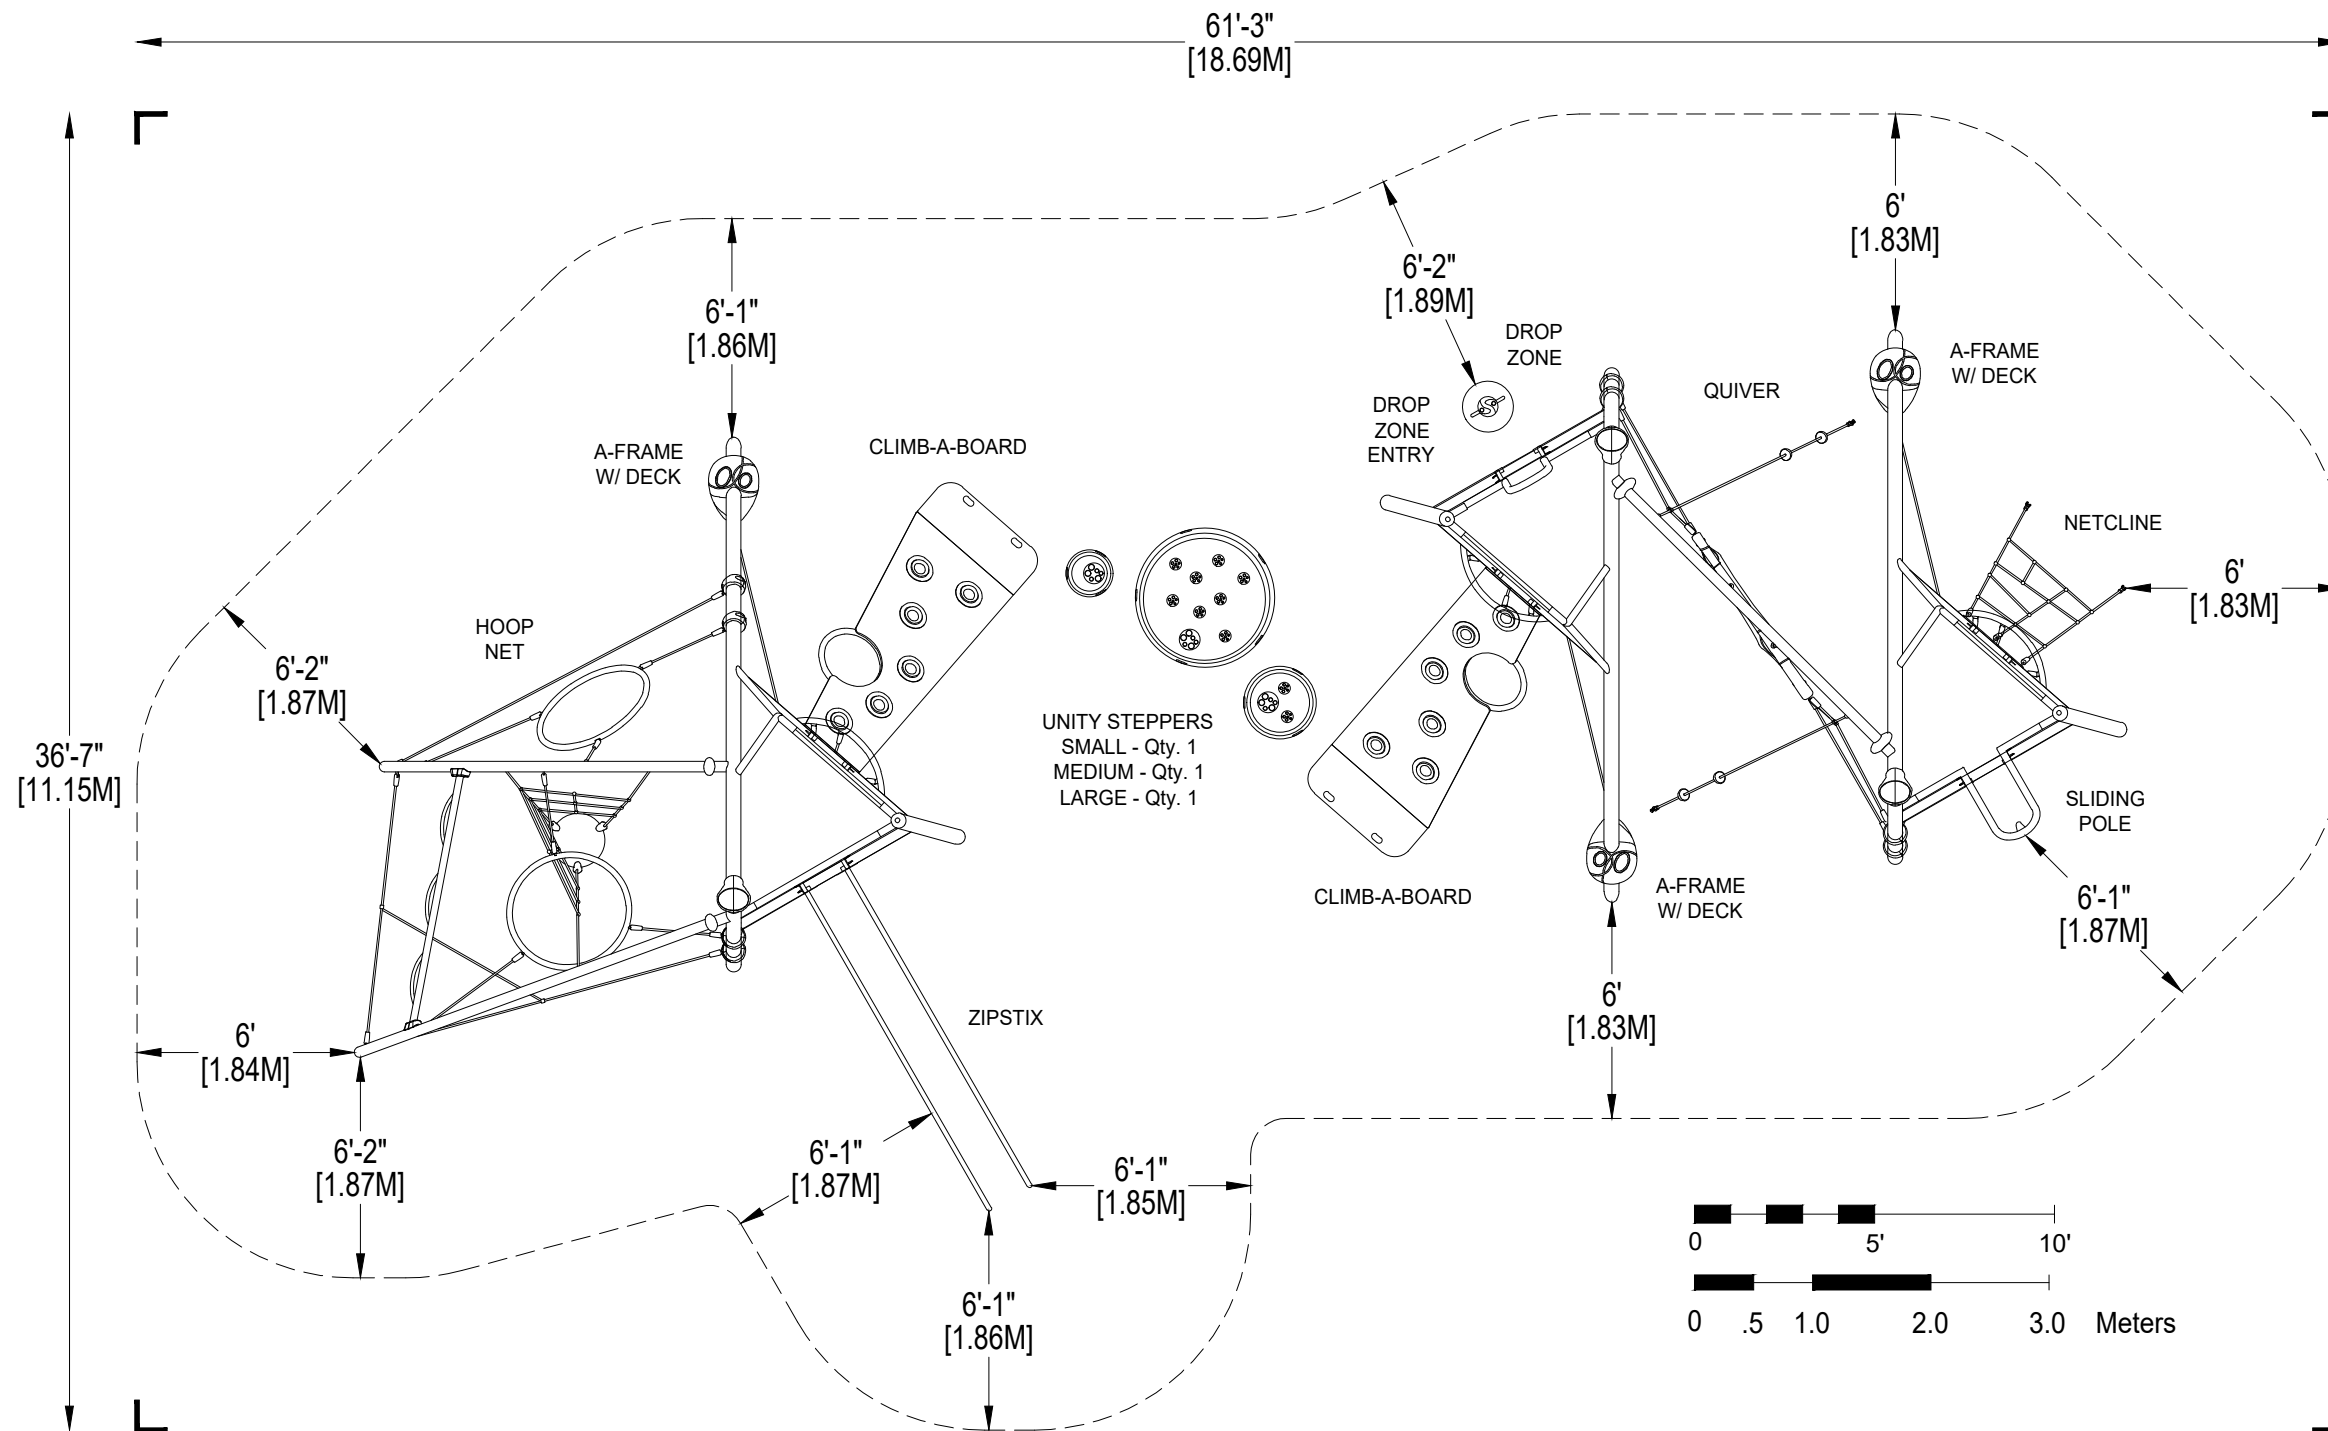 61'-3"
[18.69M]
6'
[1.83M]
6'-2"
[1.89M]
6'-1"
[1.86M]
DROP
ZONE
A-FRAME
W/ DECK
QUIVER
DROP
ZONE
ENTRY
A-FRAME
W/ DECK
CLIMB-A-BOARD
NETCLINE
6'
[1.83M]
HOOP
NET
6'-2"
[1.87M]
UNITY STEPPERS
SMALL - Qty. 1
MEDIUM - Qty. 1
LARGE - Qty. 1
36'-7"
[11.15M]
SLIDING
POLE
CLIMB-A-BOARD
A-FRAME
W/ DECK
6'-1"
[1.87M]
6'
[1.83M]
ZIPSTIX
6'
[1.84M]
6'-2"
[1.87M]
6'-1"
[1.87M]
6'-1"
[1.85M]
6'-1"
[1.86M]
0 5' 10'
0 .5 1.0 2.0 3.0 Meters